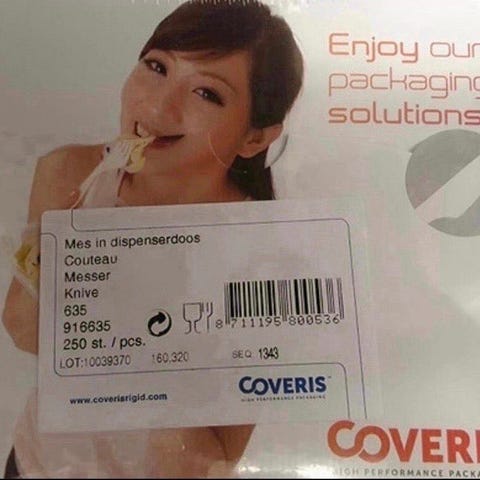 Enjoy our
packaging
solutions
Mes in dispenserdoos
Couteau
Messer
Knive
635
916635
250 st. / pcs.
8 711195 800536
LOT:10039370 160,320 SEQ 1343
www.coverisrigid.com
COVERIS™
HIGH PERFORMANCE PACKAGING
COVERI
HIGH PERFORMANCE PACKA